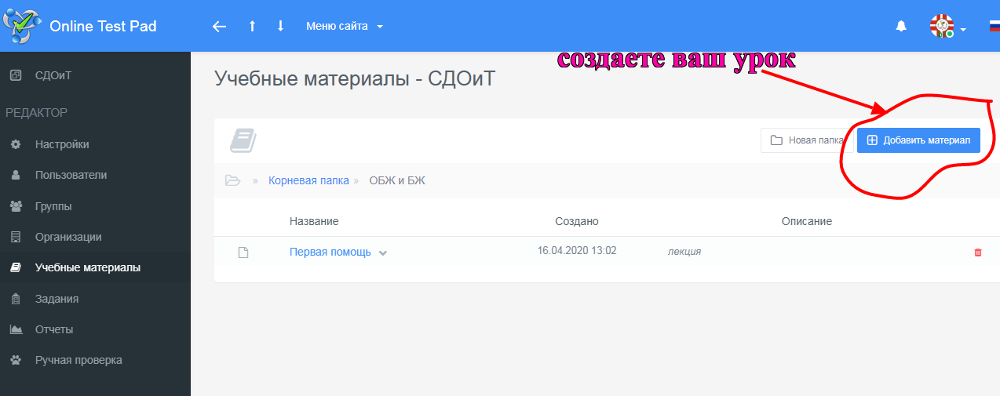 Online Test Pad
Меню сайта
создаете ваш урок
СДОиТ
РЕДАКТОР
Настройки
Пользователи
Группы
Организации
Учебные материалы
Задания
Отчеты
Ручная проверка
Учебные материалы - СДОиТ
Новая папка
Добавить материал
» Корневая папка » ОБЖ и БЖ
Название Создано Описание
Первая помощь 16.04.2020 13:02 лекция